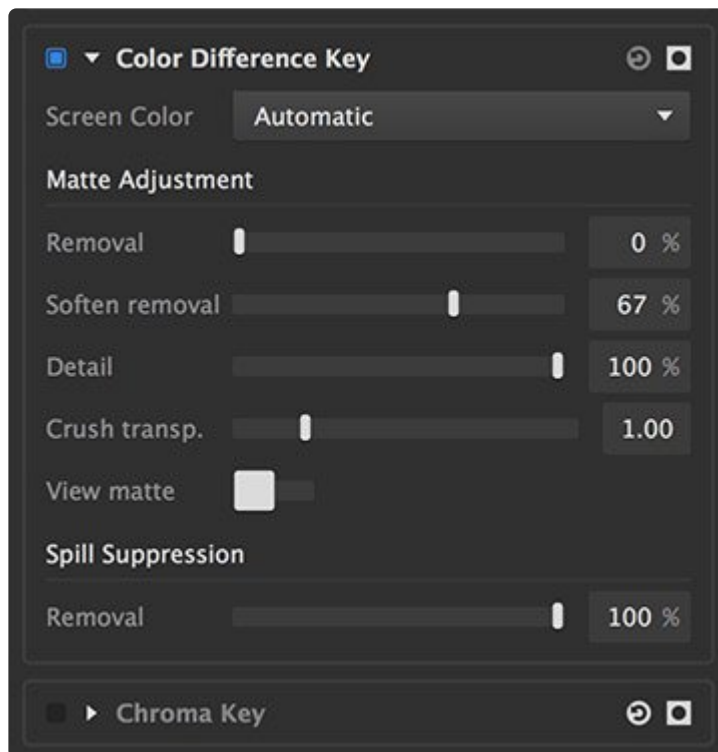 Color Difference Key
Screen Color Automatic
Matte Adjustment
Removal 0 %
Soften removal 67 %
Detail 100 %
Crush transp. 1.00
View matte
Spill Suppression
Removal 100 %
Chroma Key